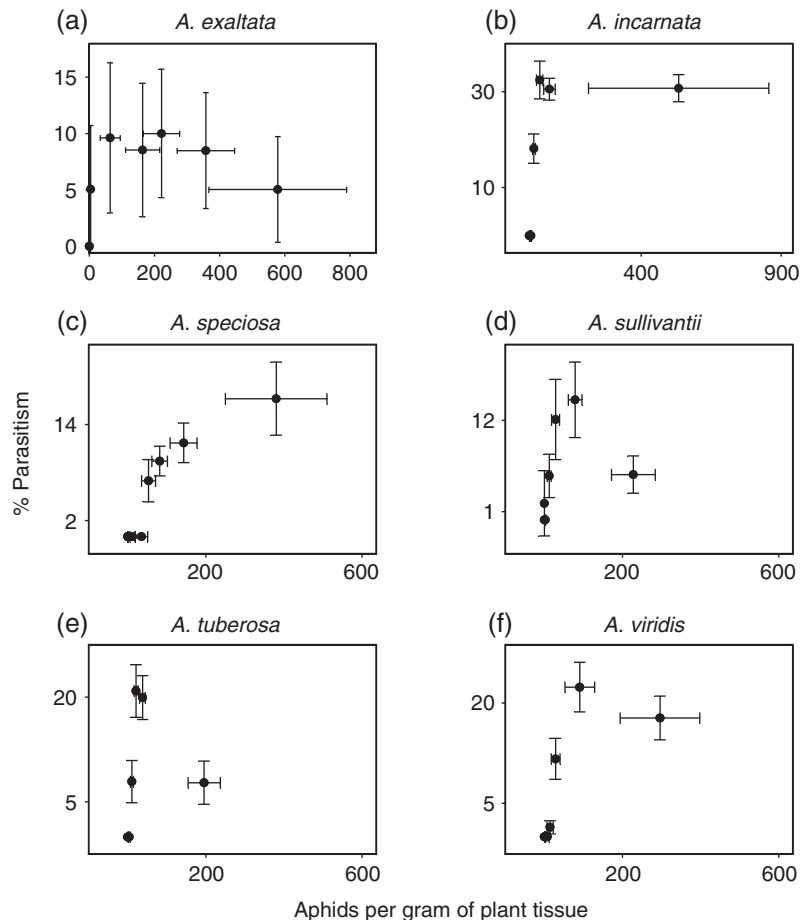 (a) A. exaltata
15
10
5
0
0 200 400 600 800
(b) A. incarnata
30
10
400 900
(c) A. speciosa
14
2
200 600
(d) A. sullivantii
12
1
200 600
(e) A. tuberosa
20
5
200 600
(f) A. viridis
20
5
200 600
% Parasitism
Aphids per gram of plant tissue